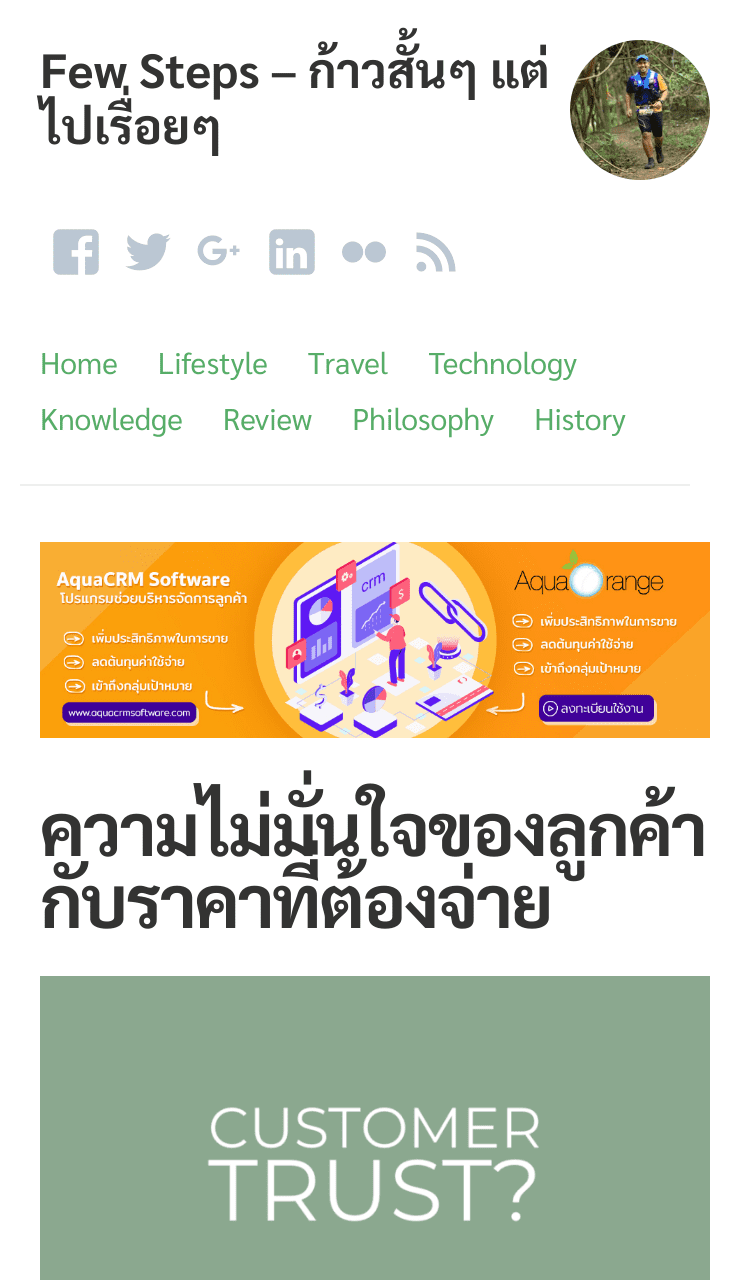 Few Steps – ก้าวสั้นๆ แต่
ไปเรื่อยๆ
Home Lifestyle Travel Technology
Knowledge Review Philosophy History
AquaCRM Software
โปรแกรมช่วยบริหารจัดการลูกค้า
เพิ่มประสิทธิภาพในการขาย
ลดต้นทุนค่าใช้จ่าย
เข้าถึงกลุ่มเป้าหมาย
www.aquacrmsoftware.com
crm
$
$
AquaOrange
เพิ่มประสิทธิภาพในการขาย
ลดต้นทุนค่าใช้จ่าย
เข้าถึงกลุ่มเป้าหมาย
ลงทะเบียนใช้งาน
ความไม่มั่นใจของลูกค้า
กับราคาที่ต้องจ่าย
CUSTOMER
TRUST?